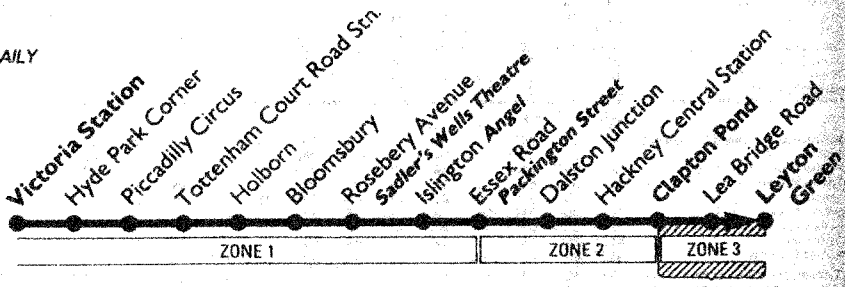 AILY
Victoria Station
Hyde Park Corner
Piccadilly Circus
Tottenham Court Road Stn.
Holborn
Bloomsbury
Rosebery Avenue
Sadler's Wells Theatre
Islington Angel
Essex Road
Packington Street
Dalston Junction
Hackney Central Station
Clapton Pond
Lea Bridge Road
Leyton
Green
ZONE 1
ZONE 2
ZONE 3